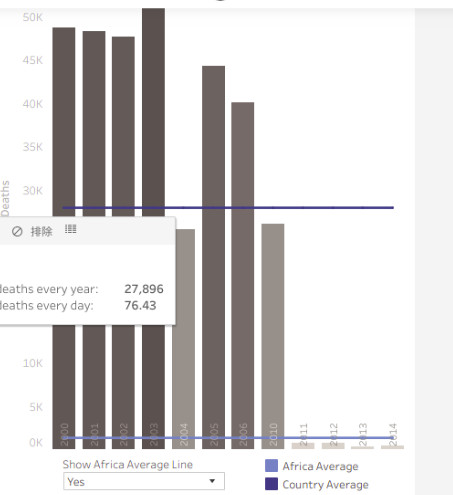 50K
45K
40K
35K
30K
Deaths
排除
deaths every year: 27,896
deaths every day: 76.43
10K
5K
0K
2000 2001 2002 2003 2004 2005 2006 2010 2011 2012 2013 2014
Show Africa Average Line
Yes
Africa Average
Country Average